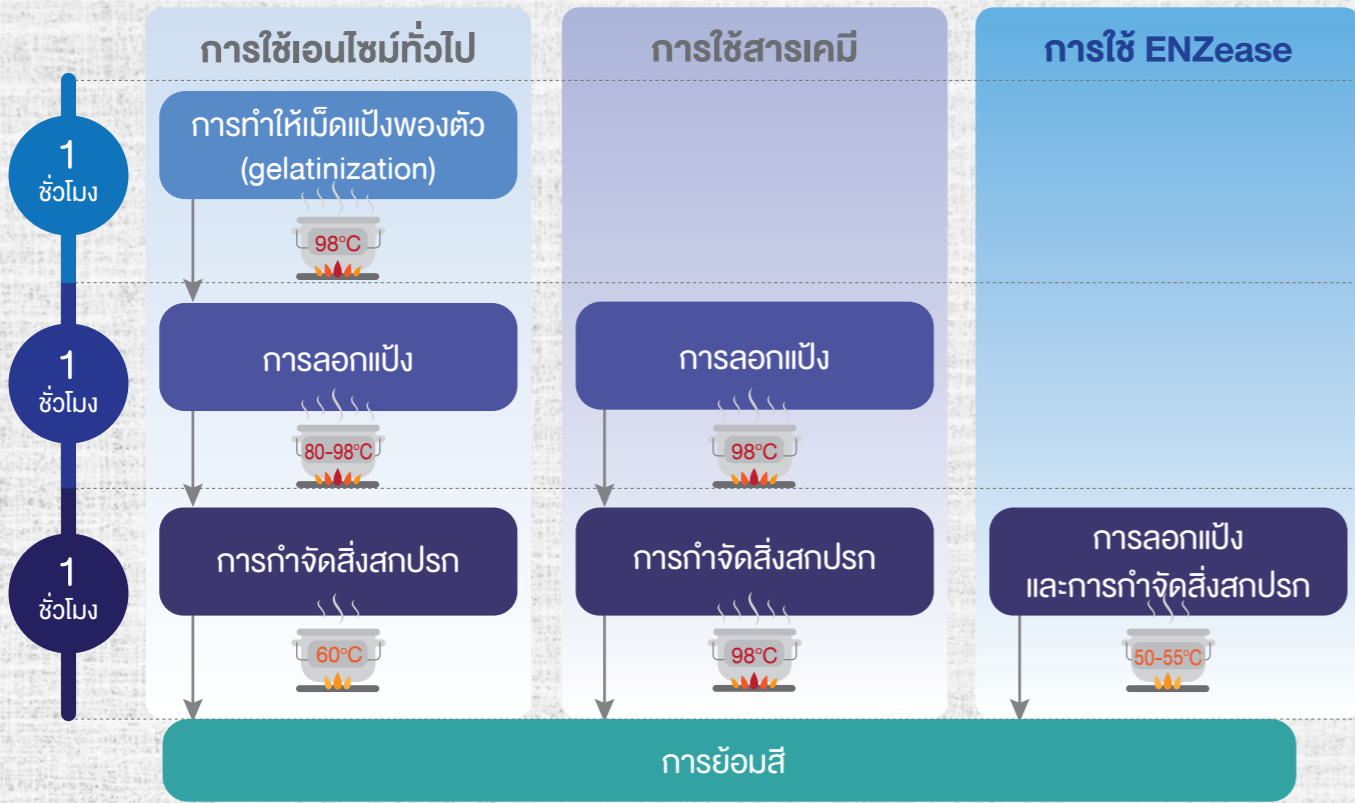 การใช้เอนไซม์ทั่วไป
การใช้สารเคมี
การใช้ ENZease
1
ชั่วโมง
การทำให้เม็ดแป้งพองตัว
(gelatinization)
98°C
1
ชั่วโมง
การลอกแป้ง
80-98°C
การลอกแป้ง
98°C
1
ชั่วโมง
การกำจัดสิ่งสกปรก
60°C
การกำจัดสิ่งสกปรก
98°C
การลอกแป้ง
และการกำจัดสิ่งสกปรก
50-55°C
การย้อมสี